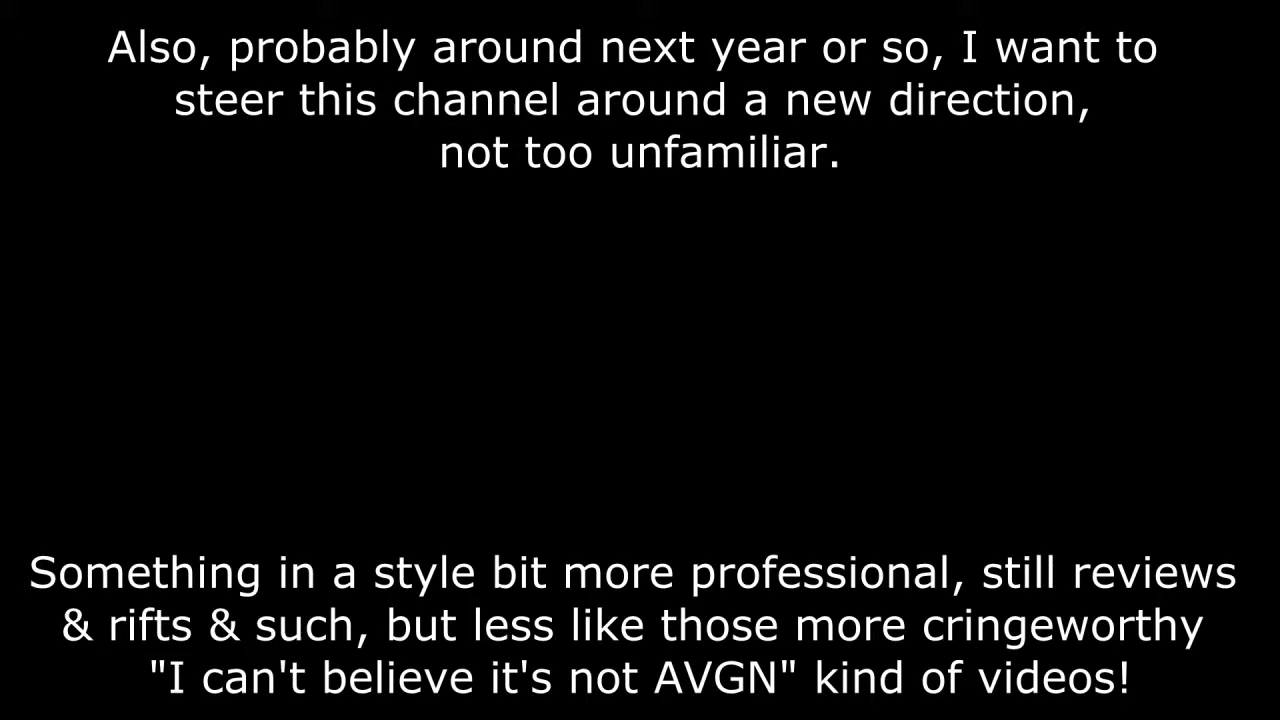 Also, probably around next year or so, I want to
steer this channel around a new direction,
not too unfamiliar.
Something in a style bit more professional, still reviews
& rifts & such, but less like those more cringeworthy
"I can't believe it's not AVGN" kind of videos!